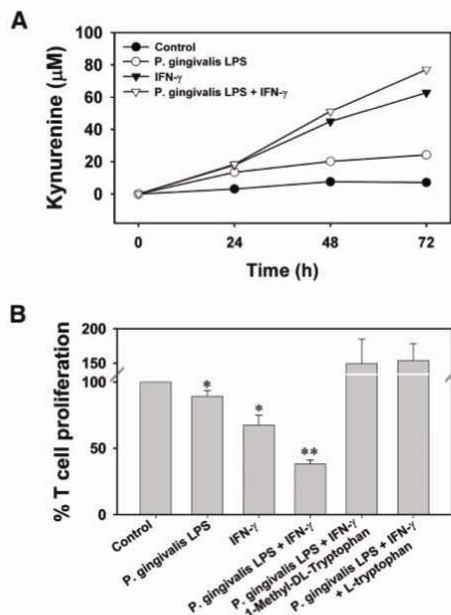 A
Kynurenine (μM)
100
80
60
40
20
0
Control
P. gingivalis LPS
IFN-γ
P. gingivalis LPS + IFN-γ
0 24 48 72
Time (h)
B
% T cell proliferation
200
150
100
50
0
*
*
**
Control
P. gingivalis LPS
IFN-γ
P. gingivalis LPS + IFN-γ
P. gingivalis LPS + IFN-γ
1-Methyl-DL-Tryptophan
P. gingivalis LPS + IFN-γ
+ L-tryptophan